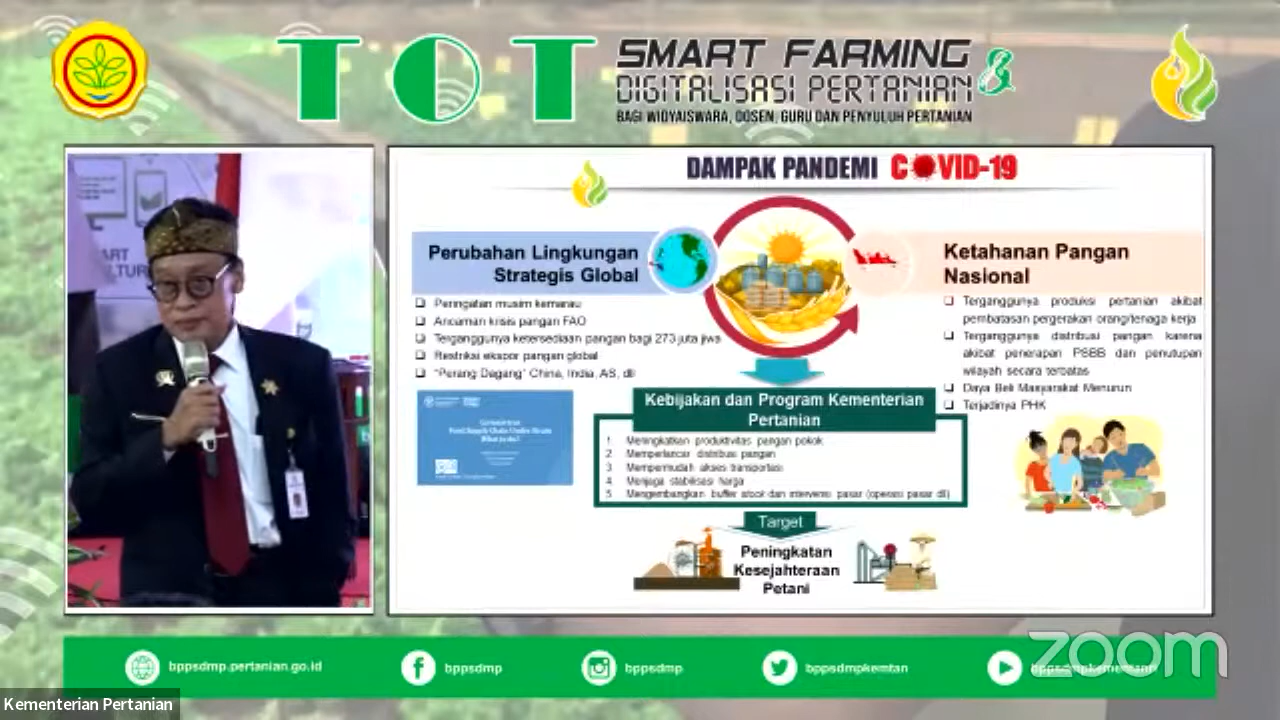 TOT SMART FARMING &
DIGITALISASI PERTANIAN
BAGI WIDYAISWARA, DOSEN, GURU DAN PENYULUH PERTANIAN
ART
DAMPAK PANDEMI COVID-19
Perubahan Lingkungan
Strategis Global
❑ Peringatan musim kemarau
❑ Ancaman krisis pangan FAO
❑ Terganggunya ketersediaan pangan bagi 273 juta jiwa
❑ Restriksi ekspor pangan global
❑ "Perang Dagang" China, India, AS, dll
Ketahanan Pangan
Nasional
❑ Terganggunya produksi pertanian akibat
pembatasan pergerakan orang/tenaga kerja
❑ Terganggunya distribusi pangan karena
akibat penerapan PSBB dan penutupan
wilayah secara terbatas
❑ Daya Beli Masyarakat Menurun
❑ Terjadinya PHK
Kebijakan dan Program Kementerian
Pertanian
1 Meningkatkan produktivitas pangan pokok
2 Memperlancar distribusi pangan
3 Mempermudah akses transportasi
4 Menjaga stabilisasi harga
5 Mengembangkan buffer stock dan intervensi pasar (operasi pasar dll)
Target
Peningkatan
Kesejahteraan
Petani
bppsdmp.pertanian.go.id
bppsdmp
bppsdmp
bppsdmpkemtan
bppsdmpkementan
zoom
Kementerian Pertanian